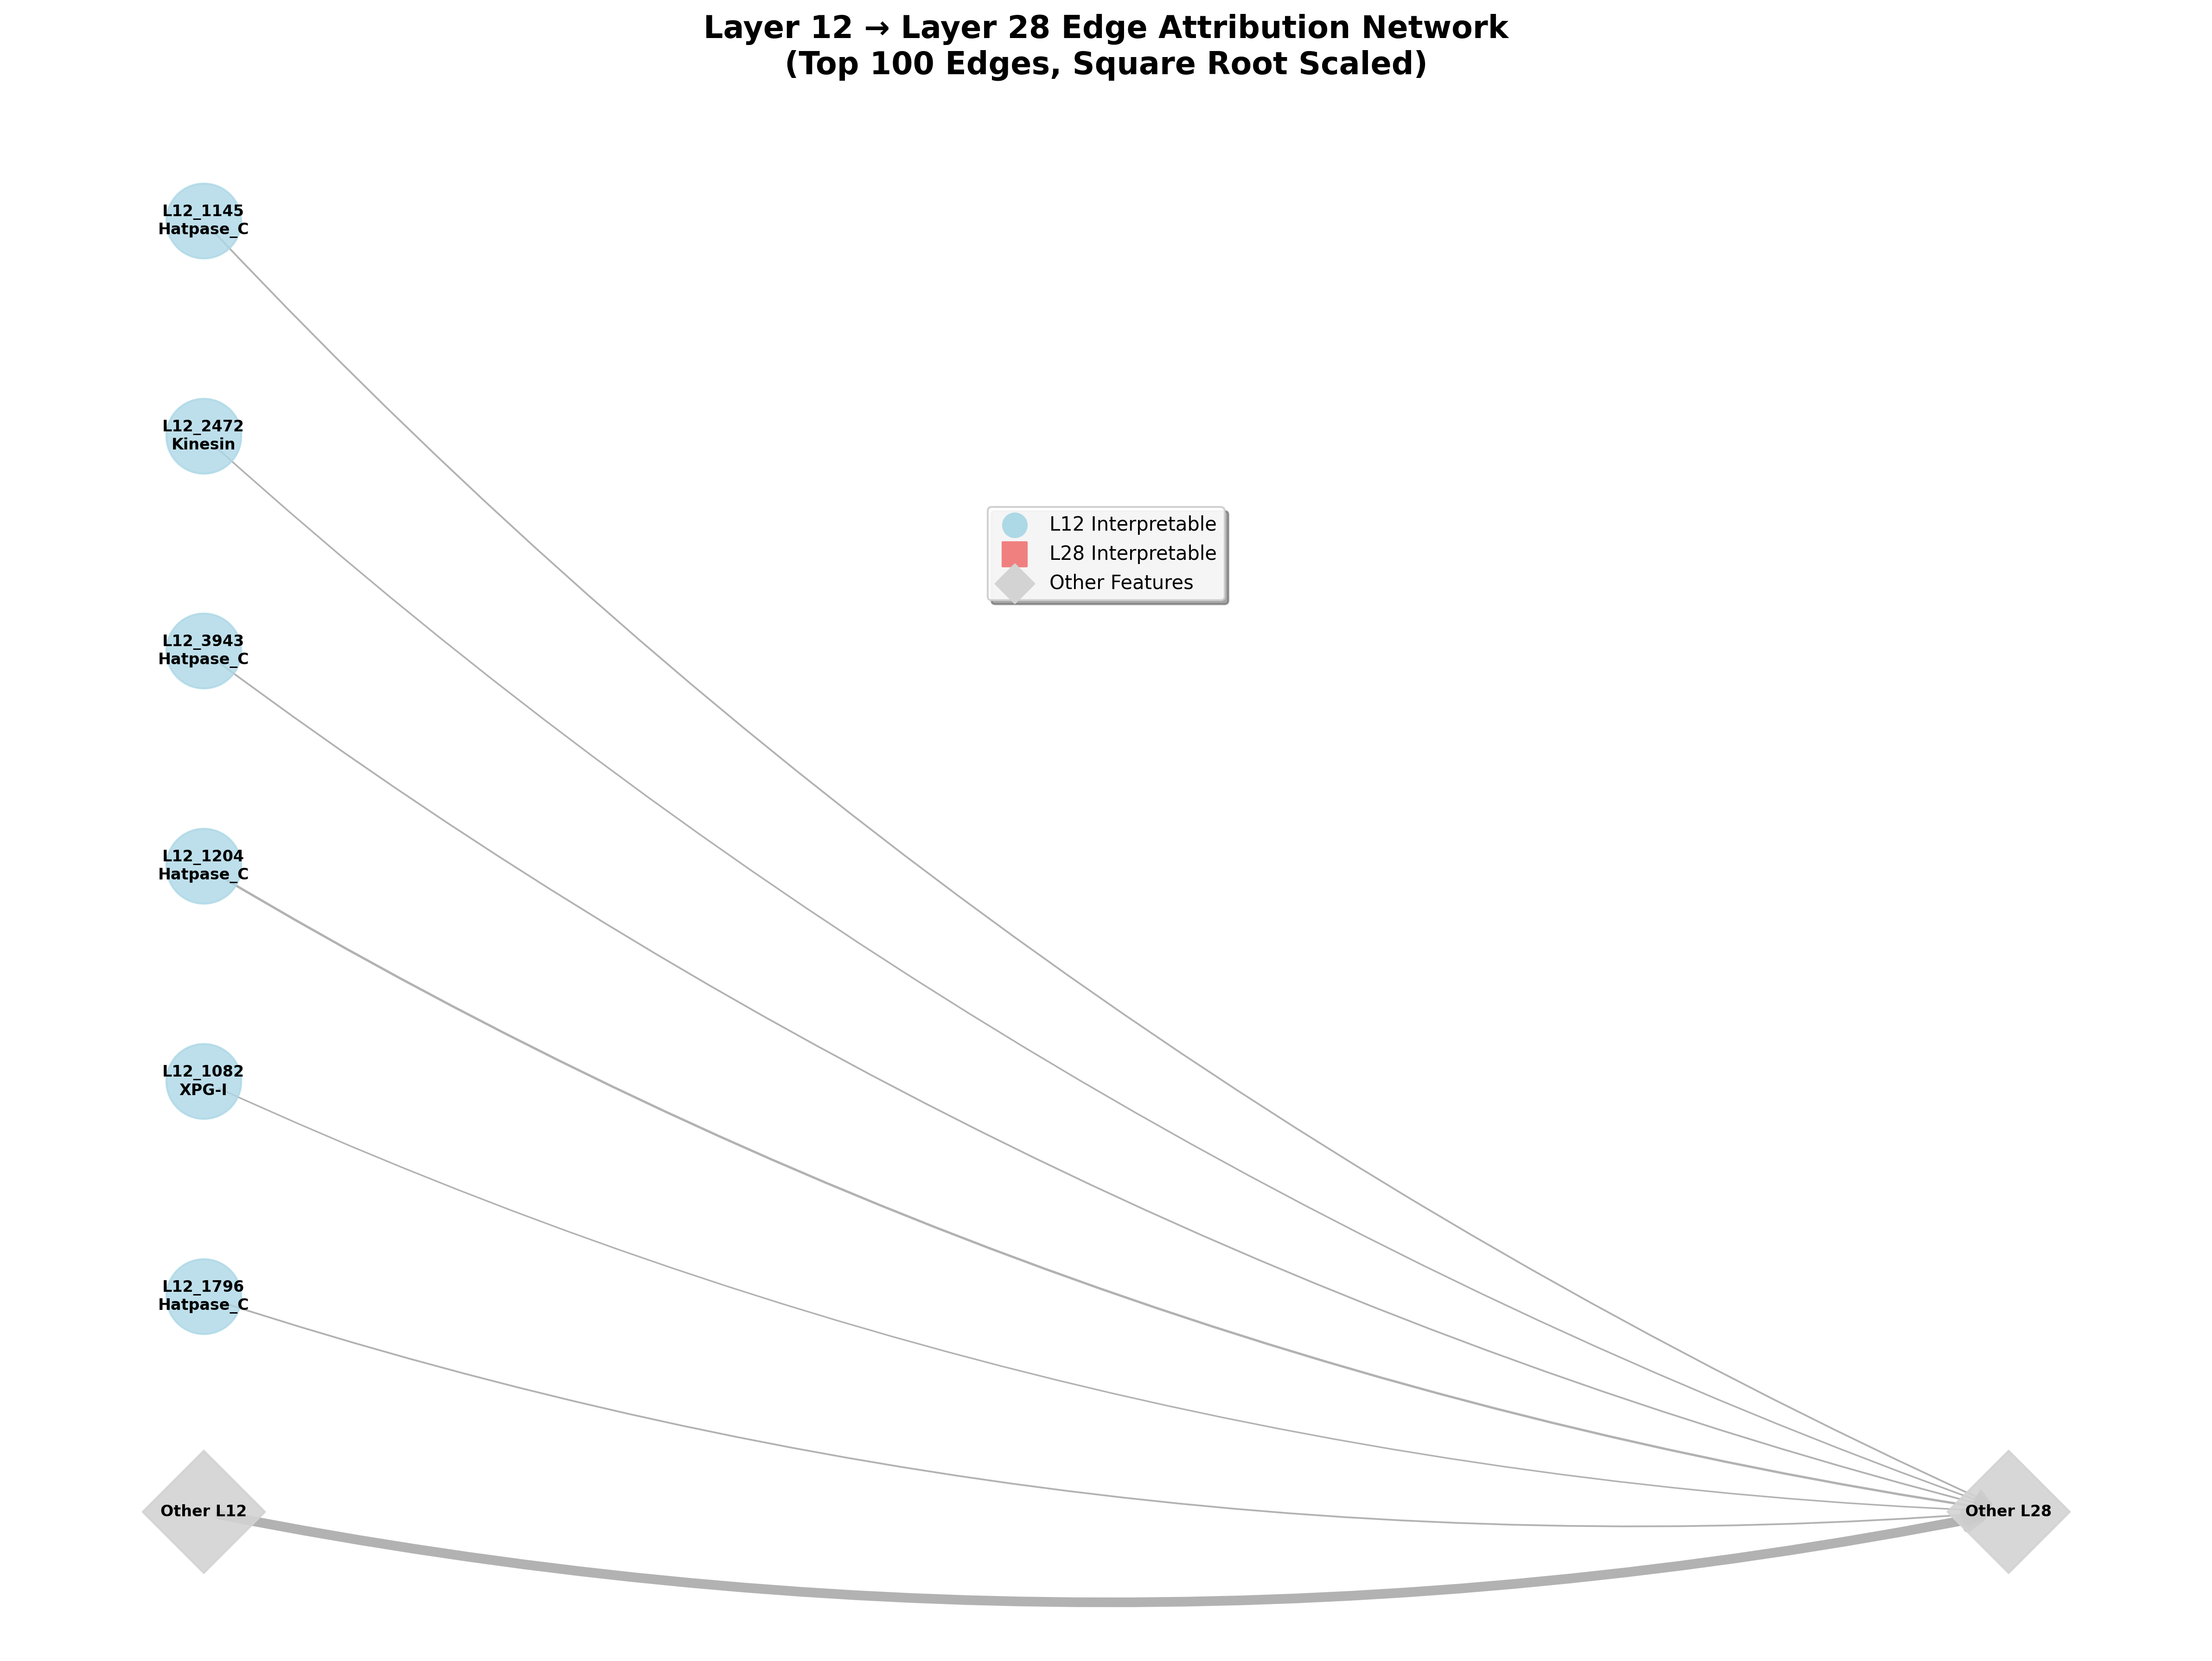 Layer 12 → Layer 28 Edge Attribution Network
(Top 100 Edges, Square Root Scaled)
L12_1145
Hatpase_C
L12_2472
Kinesin
L12 Interpretable
L28 Interpretable
Other Features
L12_3943
Hatpase_C
L12_1204
Hatpase_C
L12_1082
XPG-I
L12_1796
Hatpase_C
Other L12
Other L28